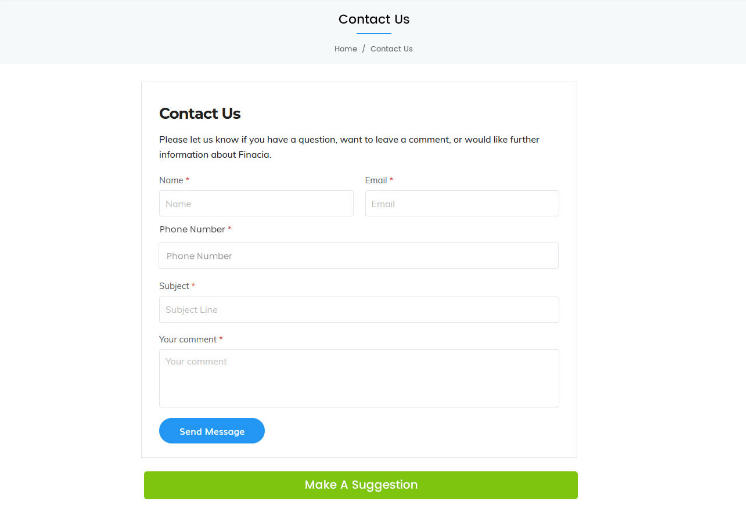 Contact Us
Home / Contact Us
Contact Us
Please let us know if you have a question, want to leave a comment, or would like further
information about Finacia.
Name * Email *
Name Email
Phone Number *
Phone Number
Subject *
Subject Line
Your comment *
Your comment
Send Message
Make A Suggestion